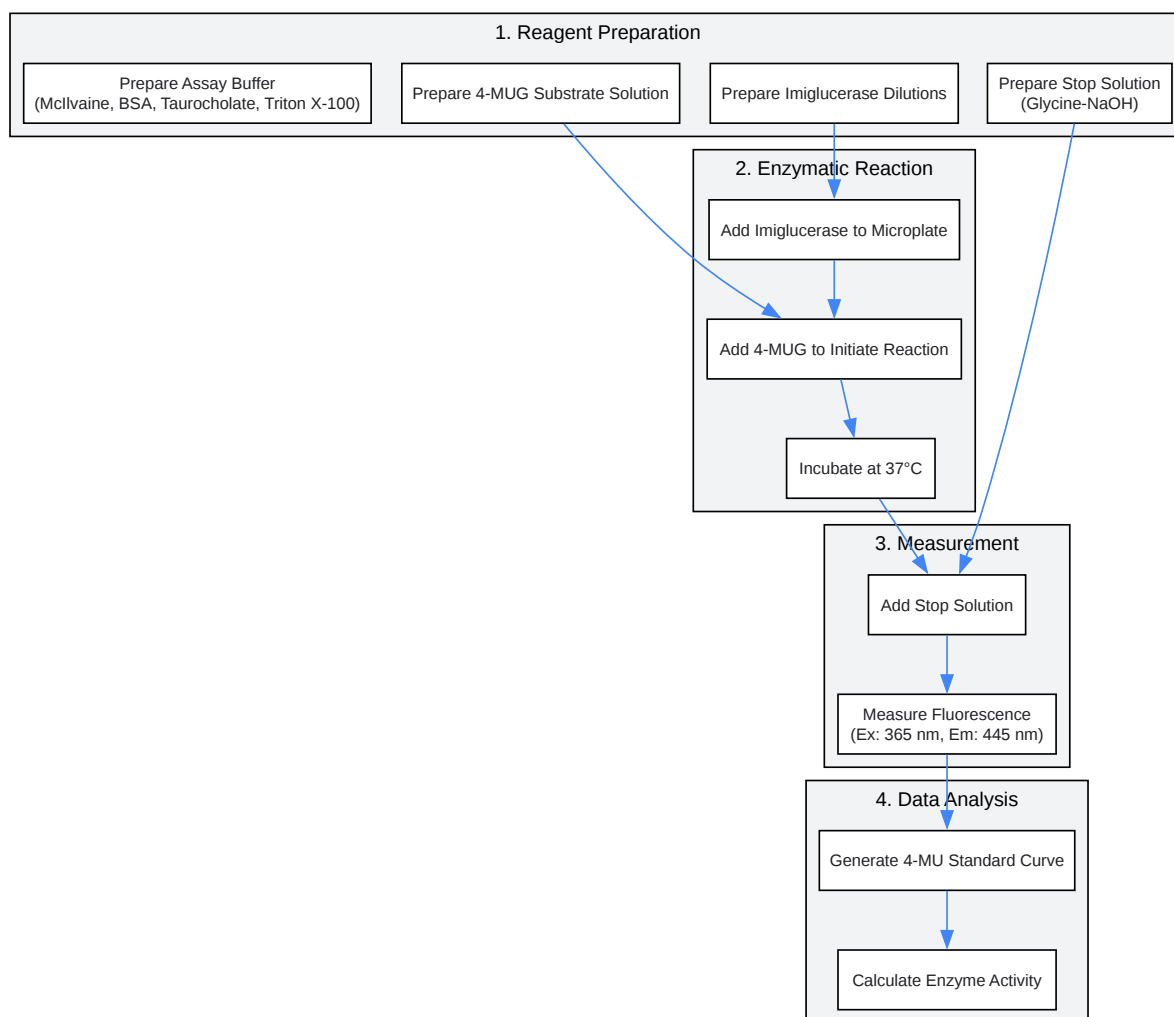 1. Reagent Preparation
Prepare Assay Buffer
(McIlvaine, BSA, Taurocholate, Triton X-100)
Prepare 4-MUG Substrate Solution
Prepare Imiglucerase Dilutions
Prepare Stop Solution
(Glycine-NaOH)
2. Enzymatic Reaction
Add Imiglucerase to Microplate
Add 4-MUG to Initiate Reaction
Incubate at 37°C
3. Measurement
Add Stop Solution
Measure Fluorescence
(Ex: 365 nm, Em: 445 nm)
4. Data Analysis
Generate 4-MU Standard Curve
Calculate Enzyme Activity